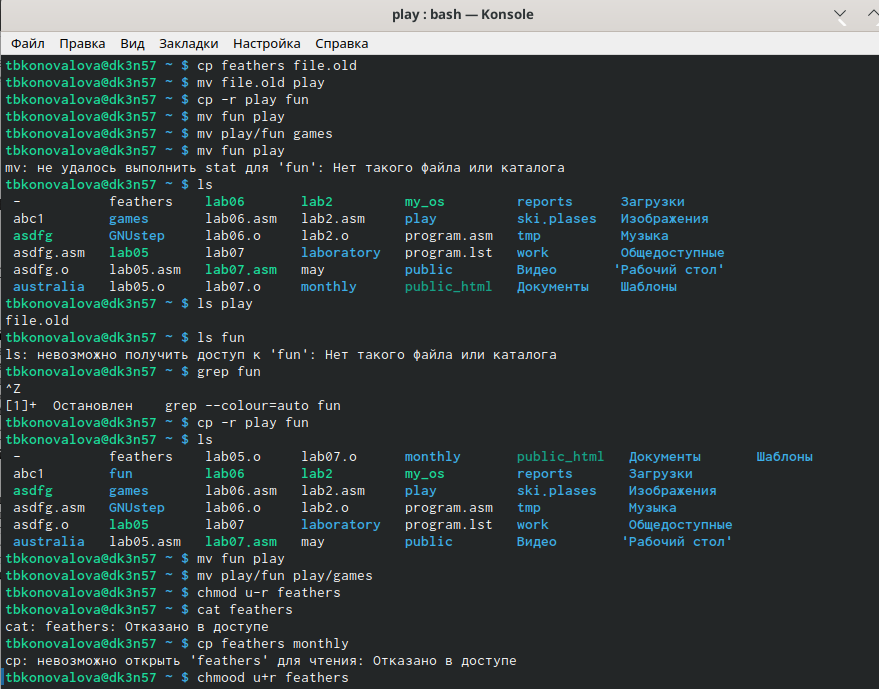 play : bash — Konsole
Файл Правка Вид Закладки Настройка Справка
tbkonovalova@dk3n57 ~ $ cp feathers file.old
tbkonovalova@dk3n57 ~ $ mv file.old play
tbkonovalova@dk3n57 ~ $ cp -r play fun
tbkonovalova@dk3n57 ~ $ mv fun play
tbkonovalova@dk3n57 ~ $ mv play/fun games
tbkonovalova@dk3n57 ~ $ mv fun play
mv: не удалось выполнить stat для 'fun': Нет такого файла или каталога
tbkonovalova@dk3n57 ~ $ ls
- feathers lab06 lab2 my_os reports Загрузки
abc1 games lab06.asm lab2.asm play ski.plases Изображения
asdfg GNUstep lab06.o lab2.o program.asm tmp Музыка
asdfg.asm lab05 lab07 laboratory program.lst work Общедоступные
asdfg.o lab05.asm lab07.asm may public Видео 'Рабочий стол'
australia lab05.o lab07.o monthly public_html Документы Шаблоны
tbkonovalova@dk3n57 ~ $ ls play
file.old
tbkonovalova@dk3n57 ~ $ ls fun
ls: невозможно получить доступ к 'fun': Нет такого файла или каталога
tbkonovalova@dk3n57 ~ $ grep fun
^Z
[1]+ Остановлен grep --colour=auto fun
tbkonovalova@dk3n57 ~ $ cp -r play fun
tbkonovalova@dk3n57 ~ $ ls
- feathers lab05.o lab07.o monthly public_html Документы Шаблоны
abc1 fun lab06 lab2 my_os reports Загрузки
asdfg games lab06.asm lab2.asm play ski.plases Изображения
asdfg.asm GNUstep lab06.o lab2.o program.asm tmp Музыка
asdfg.o lab05 lab07 laboratory program.lst work Общедоступные
australia lab05.asm lab07.asm may public Видео 'Рабочий стол'
tbkonovalova@dk3n57 ~ $ mv fun play
tbkonovalova@dk3n57 ~ $ mv play/fun play/games
tbkonovalova@dk3n57 ~ $ chmod u-r feathers
tbkonovalova@dk3n57 ~ $ cat feathers
cat: feathers: Отказано в доступе
tbkonovalova@dk3n57 ~ $ cp feathers monthly
cp: невозможно открыть 'feathers' для чтения: Отказано в доступе
tbkonovalova@dk3n57 ~ $ chmood u+r feathers